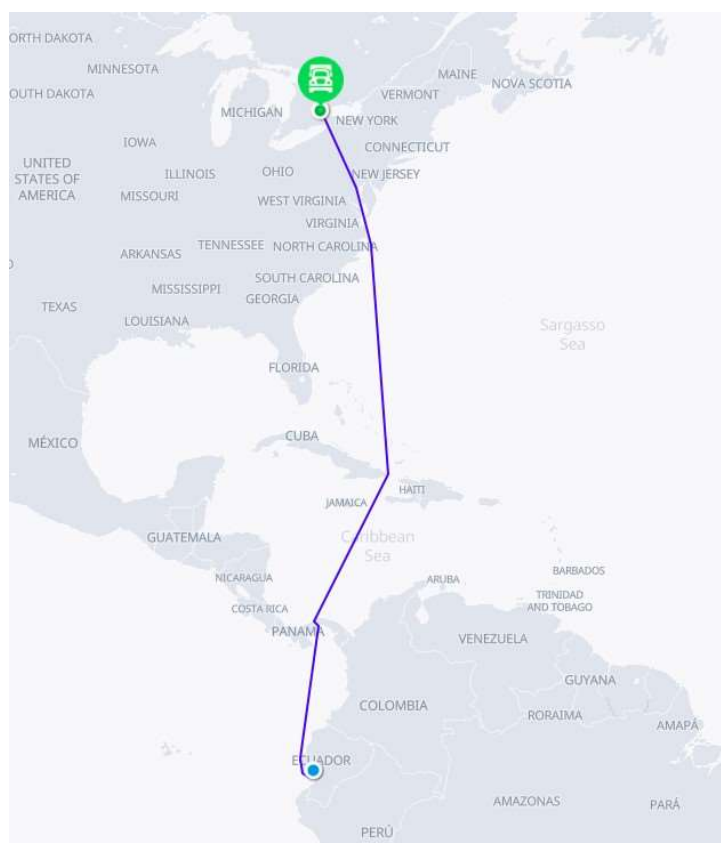 ORTH DAKOTA
MINNESOTA
MAINE
NOVA SCOTIA
OUTH DAKOTA
VERMONT
MICHIGAN
NEW YORK
IOWA
CONNECTICUT
UNITED
STATES OF
AMERICA
ILLINOIS
OHIO
NEW JERSEY
MISSOURI
WEST VIRGINIA
VIRGINIA
TENNESSEE
NORTH CAROLINA
ARKANSAS
O
SOUTH CAROLINA
MISSISSIPPI
GEORGIA
TEXAS
LOUISIANA
Sargasso
Sea
FLORIDA
CUBA
MÉXICO
HAITI
JAMAICA
GUATEMALA
Caribbean
Sea
NICARAGUA
ARUBA
BARBADOS
COSTA RICA
TRINIDAD
AND TOBAGO
PANAMÁ
VENEZUELA
GUYANA
COLOMBIA
RORAIMA
AMAPÁ
ECUADOR
AMAZONAS
PARÁ
PERÚ